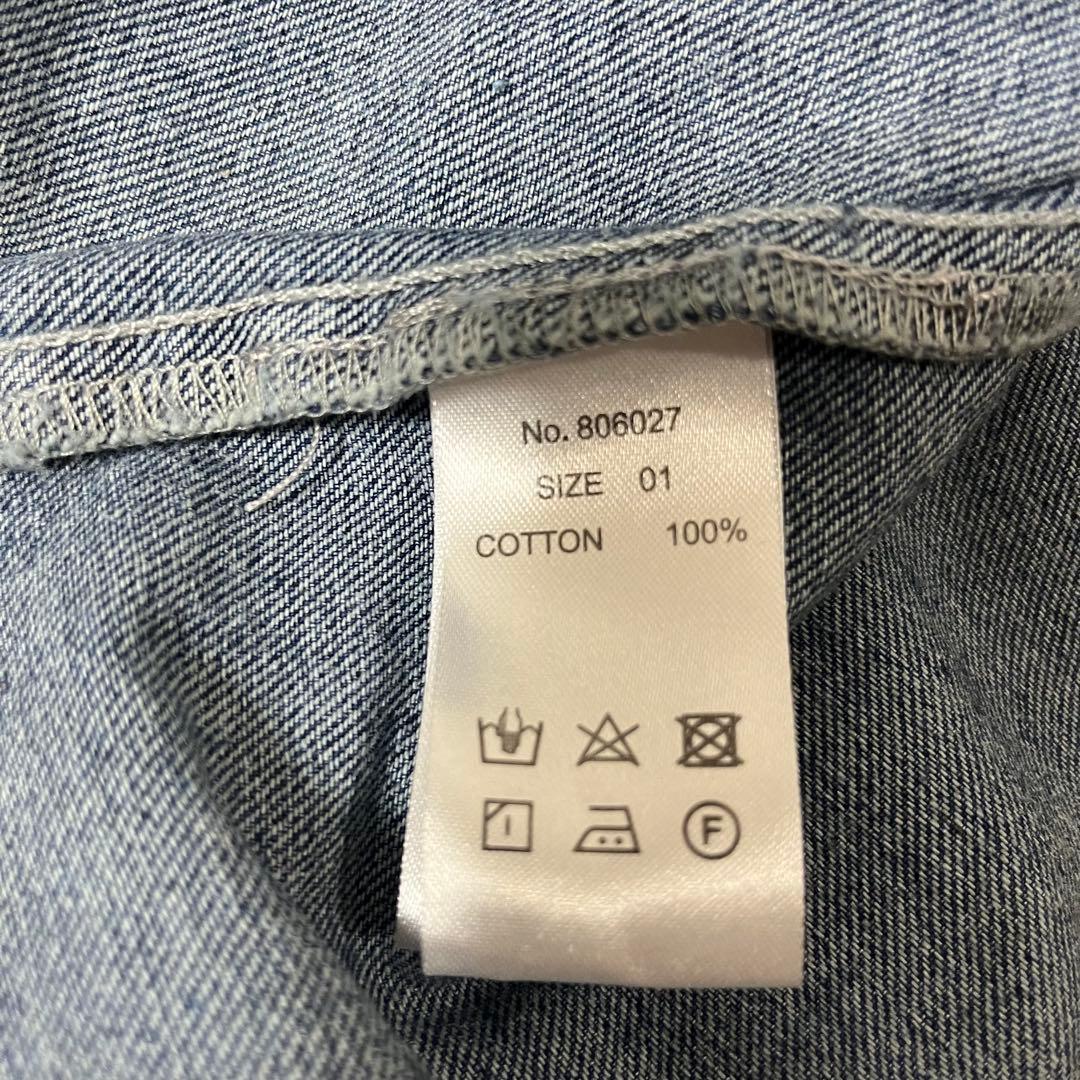 No. 806027
SIZE 01
COTTON 100%
F